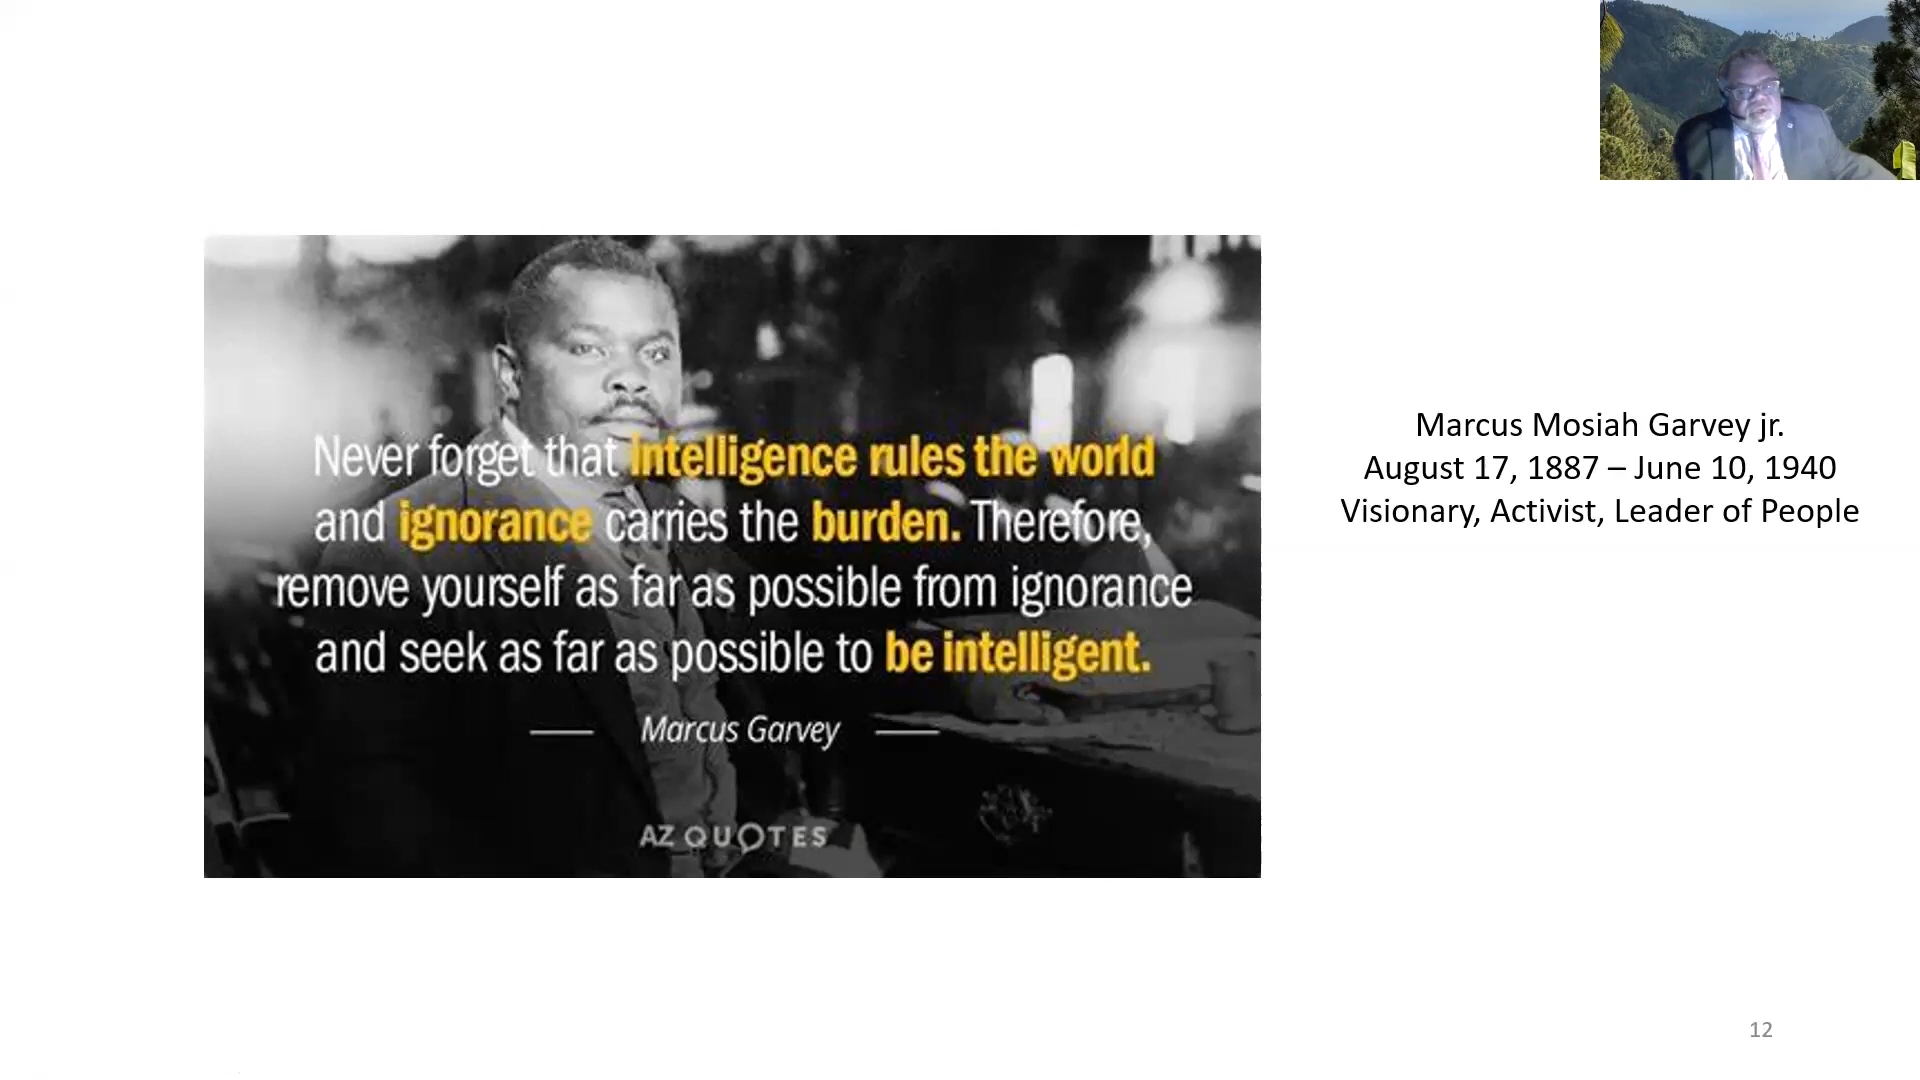 Never forget that intelligence rules the world
and ignorance carries the burden. Therefore,
remove yourself as far as possible from ignorance
and seek as far as possible to be intelligent.
Marcus Garvey
AZ QUOTES
Marcus Mosiah Garvey jr.
August 17, 1887 – June 10, 1940
Visionary, Activist, Leader of People
12